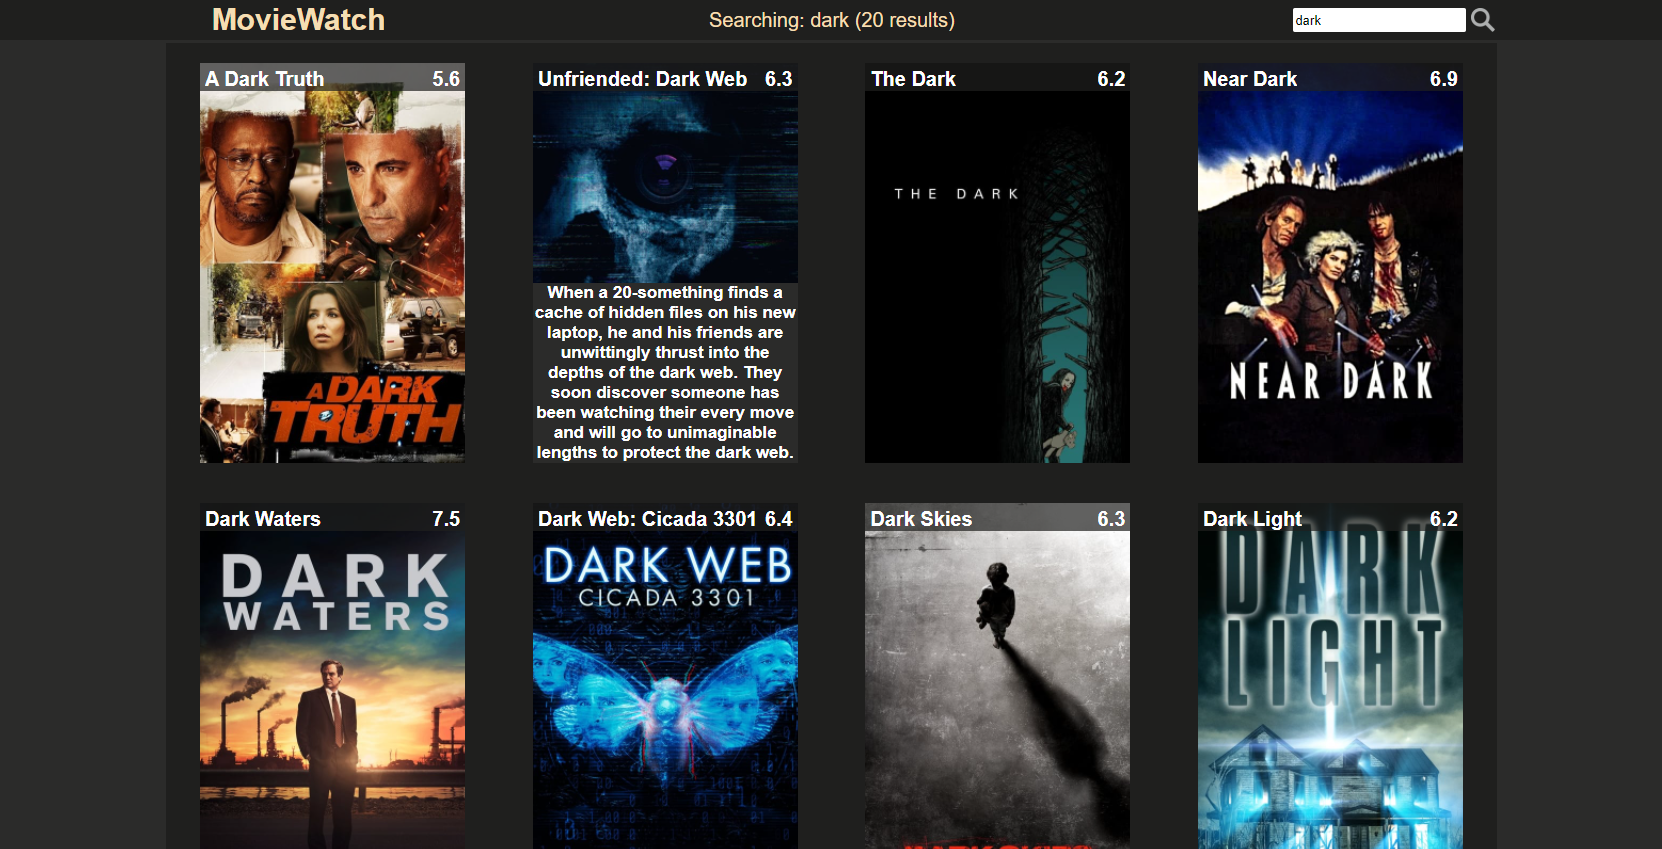 MovieWatch
Searching: dark (20 results)
dark
A Dark Truth 5.6
Unfriended: Dark Web 6.3
The Dark 6.2
Near Dark 6.9
A DARK
TRUTH
When a 20-something finds a
cache of hidden files on his new
laptop, he and his friends are
unwittingly thrust into the
depths of the dark web. They
soon discover someone has
been watching their every move
and will go to unimaginable
lengths to protect the dark web.
THE DARK
NEAR DARK
Dark Waters 7.5
Dark Web: Cicada 3301 6.4
Dark Skies 6.3
Dark Light 6.2
DARK
WATERS
DARK WEB
CICADA 3301
DARK SKIES
DARK
LIGHT